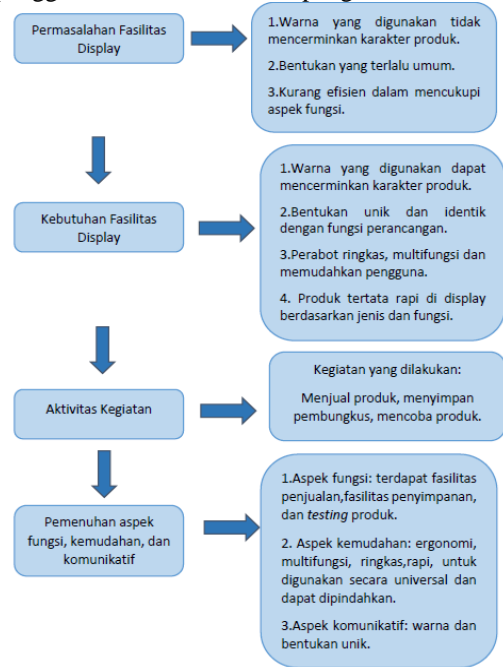 Permasalahan Fasilitas
Display
1.Warna yang digunakan tidak
mencerminkan karakter produk.
2.Bentukan yang terlalu umum.
3.Kurang efisien dalam mencukupi
aspek fungsi.
Kebutuhan Fasilitas
Display
1.Warna yang digunakan dapat
mencerminkan karakter produk.
2.Bentukan unik dan identik
dengan fungsi perancangan.
3.Perabot ringkas, multifungsi dan
memudahkan pengguna.
4. Produk tertata rapi di display
berdasarkan jenis dan fungsi.
Aktivitas Kegiatan
Kegiatan yang dilakukan:
Menjual produk, menyimpan
pembungkus, mencoba produk.
Pemenuhan aspek
fungsi, kemudahan, dan
komunikatif
1.Aspek fungsi: terdapat fasilitas
penjualan,fasilitas penyimpanan,
dan testing produk.
2. Aspek kemudahan: ergonomi,
multifungsi, ringkas,rapi, untuk
digunakan secara universal dan
dapat dipindahkan.
3.Aspek komunikatif: warna dan
bentukan unik.